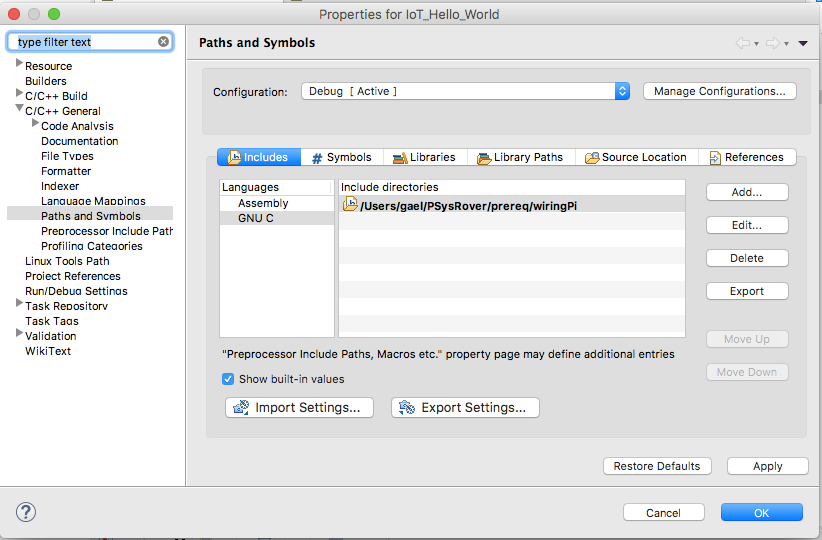 Properties for IoT_Hello_World
type filter text
Resource
Builders
C/C++ Build
C/C++ General
Code Analysis
Documentation
File Types
Formatter
Indexer
Language Mappings
Paths and Symbols
Preprocessor Include Path
Profiling Categories
Linux Tools Path
Project References
Run/Debug Settings
Task Repository
Task Tags
Validation
WikiText
Paths and Symbols
Configuration:
Debug [ Active ]
Manage Configurations...
Includes
# Symbols
Libraries
Library Paths
Source Location
References
Languages
Assembly
GNU C
Include directories
/Users/gael/PSysRover/prereq/wiringPi
Add...
Edit...
Delete
Export
Move Up
Move Down
"Preprocessor Include Paths, Macros etc." property page may define additional entries
Show built-in values
Import Settings...
Export Settings...
Restore Defaults
Apply
?
Cancel
OK